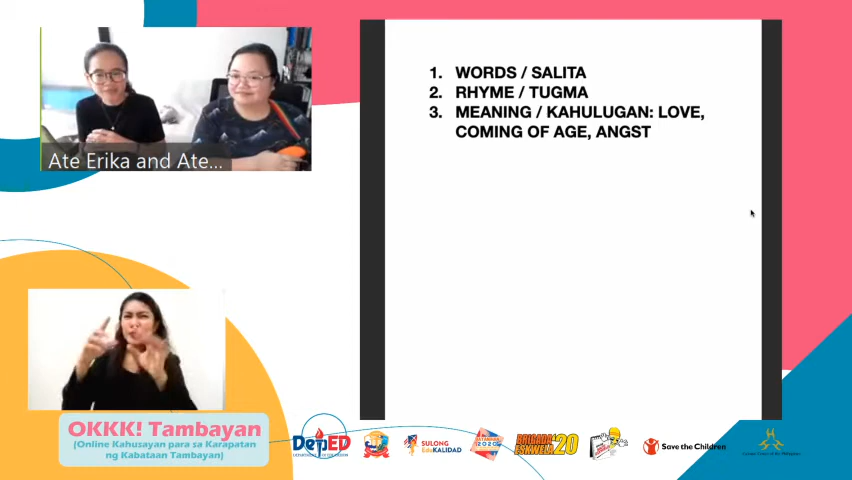 1. WORDS / SALITA
2. RHYME / TUGMA
3. MEANING / KAHULUGAN: LOVE,
COMING OF AGE, ANGST
Ate Erika and Ate...
OKKK! Tambayan
(Online Kahusayan para sa Karapatan
ng Kabataan Tambayan)
DepED
SULONG
EduKALIDAD
BRIGADA
ESKWELA
'20
Save the Children